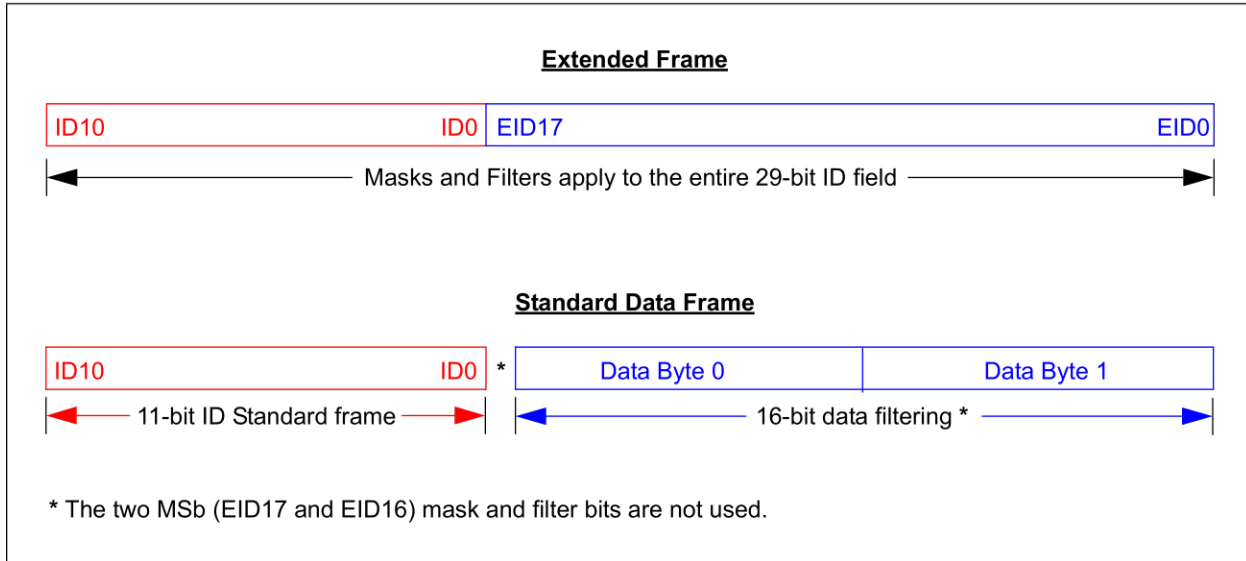 Extended Frame
ID10 ID0 EID17 EID0
Masks and Filters apply to the entire 29-bit ID field
Standard Data Frame
ID10 ID0 * Data Byte 0 Data Byte 1
11-bit ID Standard frame 16-bit data filtering *
* The two MSb (EID17 and EID16) mask and filter bits are not used.